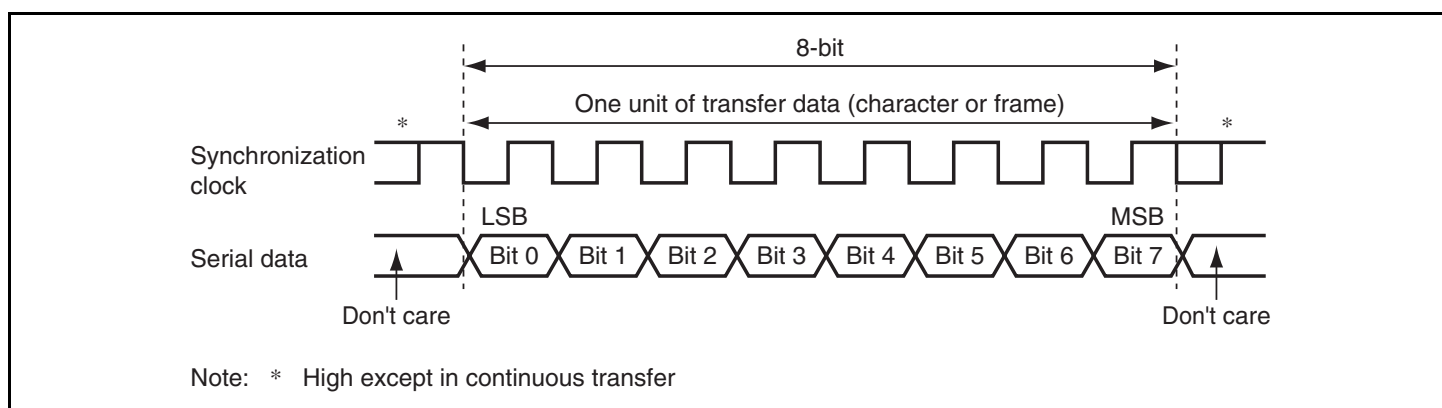 8-bit
One unit of transfer data (character or frame)
* *
Synchronization
clock
LSB MSB
Serial data Bit 0 Bit 1 Bit 2 Bit 3 Bit 4 Bit 5 Bit 6 Bit 7
Don't care Don't care
Note: * High except in continuous transfer